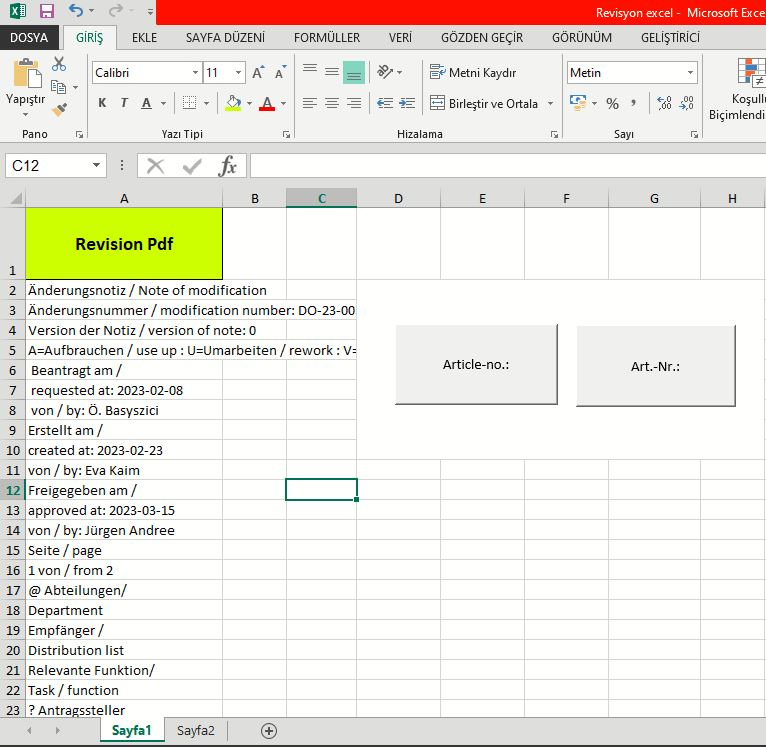 Revisyon excel - Microsoft Exce
DOSYA GİRİŞ EKLE SAYFA DÜZENİ FORMÜLLER VERİ GÖZDEN GEÇİR GÖRÜNÜM GELİŞTİRİCİ
Calibri 11 A A Metni Kaydır Metin
Yapıştır K T A A Birleştir ve Ortala % , Koşullu
Biçimlendi
Pano Yazı Tipi Hizalama Sayı
C12 fx
A B C D E F G H
1 Revision Pdf
2 Änderungsnotiz / Note of modification
3 Änderungsnummer / modification number: DO-23-00
4 Version der Notiz / version of note: 0
5 A=Aufbrauchen / use up : U=Umarbeiten / rework : V=
6 Beantragt am /
7 requested at: 2023-02-08
8 von / by: Ö. Basyszici
9 Erstellt am /
10 created at: 2023-02-23
11 von / by: Eva Kaim
12 Freigegeben am /
13 approved at: 2023-03-15
14 von / by: Jürgen Andree
15 Seite / page
16 1 von / from 2
17 @ Abteilungen/
18 Department
19 Empfänger /
20 Distribution list
21 Relevante Funktion/
22 Task / function
23 ? Antragssteller
Article-no.: Art.-Nr.:
Sayfa1 Sayfa2